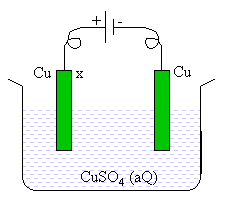 + -
Cu x Cu
CuSO₄ (aQ)